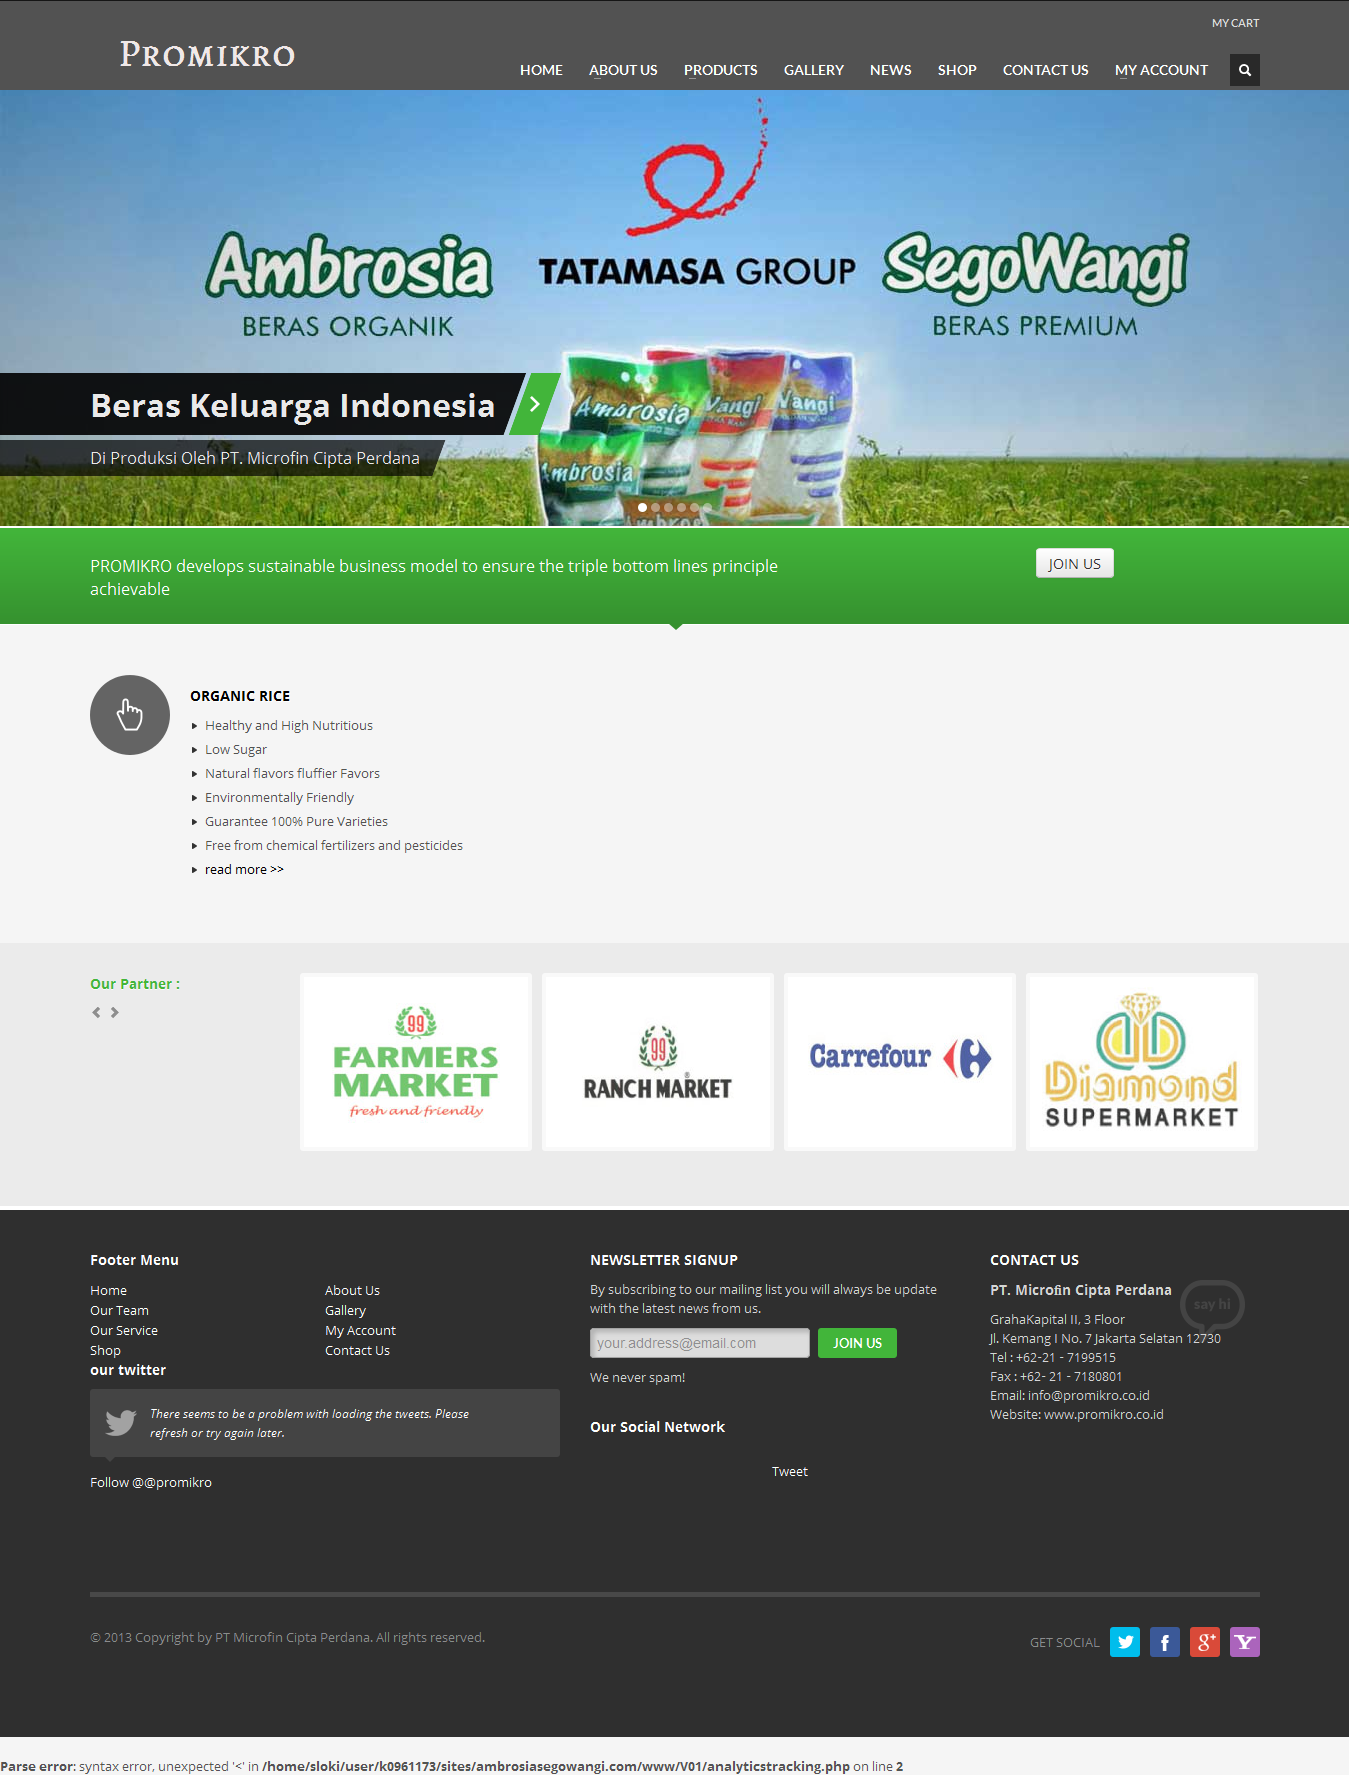 MY CART
PROMIKRO
HOME ABOUT US PRODUCTS GALLERY NEWS SHOP CONTACT US MY ACCOUNT
Ambrosia
BERAS ORGANIK
TATAMASA GROUP
SegoWangi
BERAS PREMIUM
Beras Keluarga Indonesia
Di Produksi Oleh PT. Microfin Cipta Perdana
Ambrosia
Wangi
Wangi
Ambrosia
PROMIKRO develops sustainable business model to ensure the triple bottom lines principle
achievable
JOIN US
ORGANIC RICE
Healthy and High Nutritious
Low Sugar
Natural flavors fluffier Favors
Environmentally Friendly
Guarantee 100% Pure Varieties
Free from chemical fertilizers and pesticides
read more >>
Our Partner :
99
FARMERS
MARKET
fresh and friendly
99
RANCH MARKET®
Carrefour
Diamond
SUPERMARKET
Footer Menu
Home
Our Team
Our Service
Shop
About Us
Gallery
My Account
Contact Us
our twitter
There seems to be a problem with loading the tweets. Please
refresh or try again later.
Follow @@promikro
NEWSLETTER SIGNUP
By subscribing to our mailing list you will always be update
with the latest news from us.
your.address@email.com JOIN US
We never spam!
Our Social Network
Tweet
CONTACT US
PT. Microfin Cipta Perdana
say hi
GrahaKapital II, 3 Floor
Jl. Kemang I No. 7 Jakarta Selatan 12730
Tel : +62-21 - 7199515
Fax : +62- 21 - 7180801
Email: info@promikro.co.id
Website: www.promikro.co.id
© 2013 Copyright by PT Microfin Cipta Perdana. All rights reserved.
GET SOCIAL
Parse error: syntax error, unexpected '<' in /home/sloki/user/k0961173/sites/ambrosiasegowangi.com/www/V01/analyticstracking.php on line 2